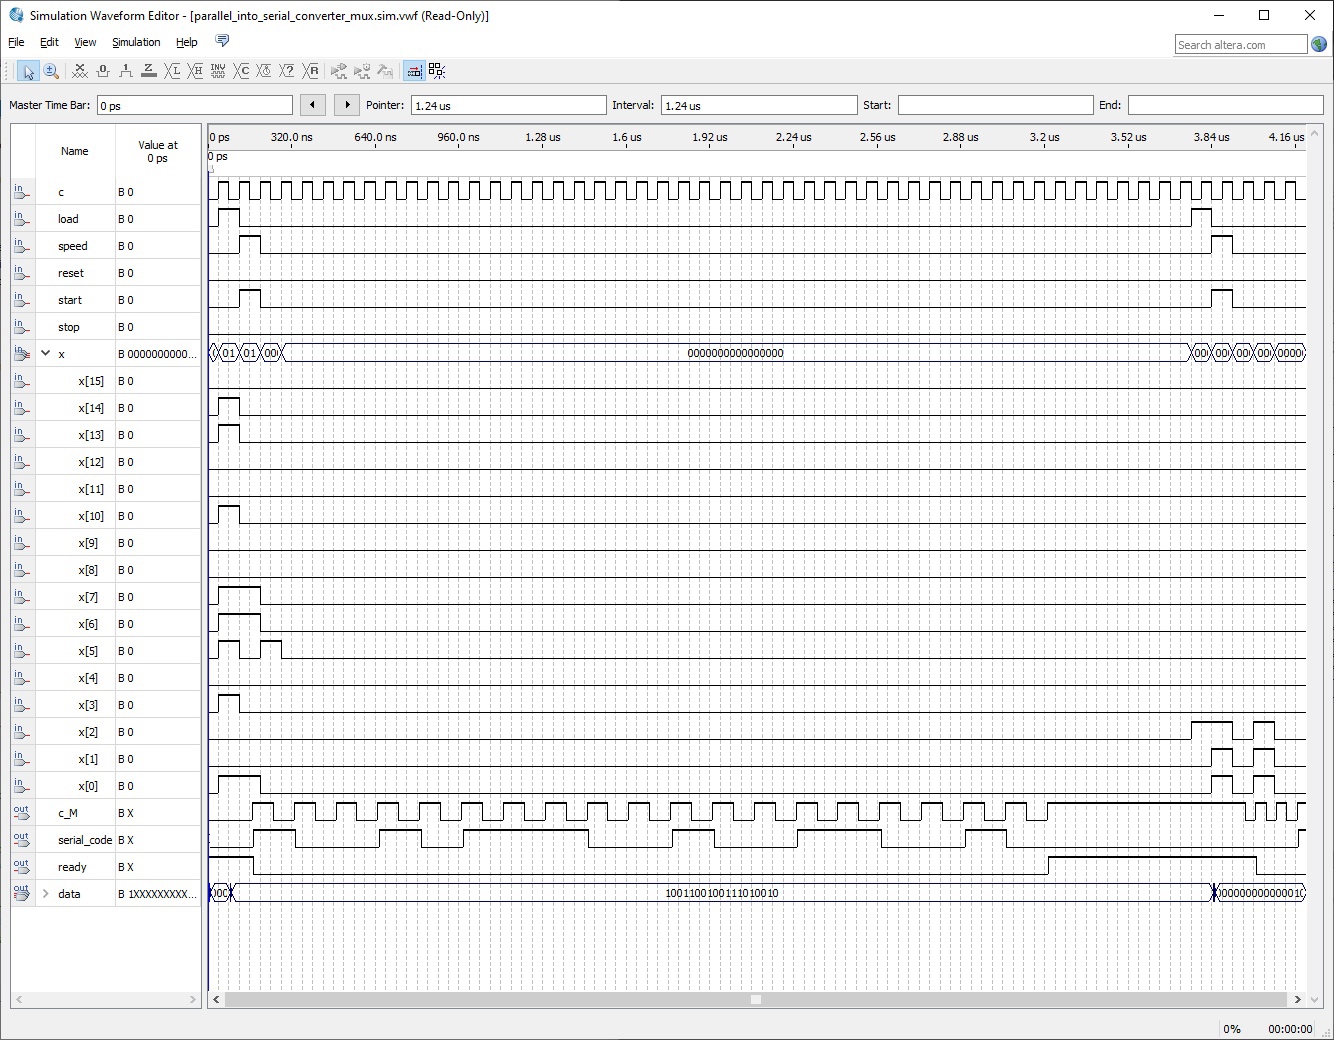 Simulation Waveform Editor - [parallel_into_serial_converter_mux.sim.vwf (Read-Only)]
File Edit View Simulation Help
Search altera.com
Master Time Bar: 0 ps Pointer: 1.24 us Interval: 1.24 us Start: End:
Name Value at 0 ps
0 ps 320.0 ns 640.0 ns 960.0 ns 1.28 us 1.6 us 1.92 us 2.24 us 2.56 us 2.88 us 3.2 us 3.52 us 3.84 us 4.16 us
0 ps
in c B 0
in load B 0
in speed B 0
in reset B 0
in start B 0
in stop B 0
in x B 0000000000... 01 01 00 0000000000000000 00 00 00 00 0000
in x[15] B 0
in x[14] B 0
in x[13] B 0
in x[12] B 0
in x[11] B 0
in x[10] B 0
in x[9] B 0
in x[8] B 0
in x[7] B 0
in x[6] B 0
in x[5] B 0
in x[4] B 0
in x[3] B 0
in x[2] B 0
in x[1] B 0
in x[0] B 0
out c_M B X
out serial_code B X
out ready B X
out data B 1XXXXXXXXX... 00 1001100100111010010
0% 00:00:00